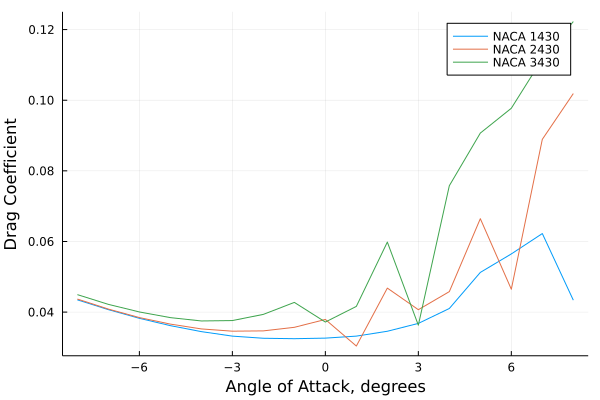 0.12
0.10
0.08
0.06
0.04
Drag Coefficient
−6
−3
0
3
6
Angle of Attack, degrees
NACA 1430
NACA 2430
NACA 3430